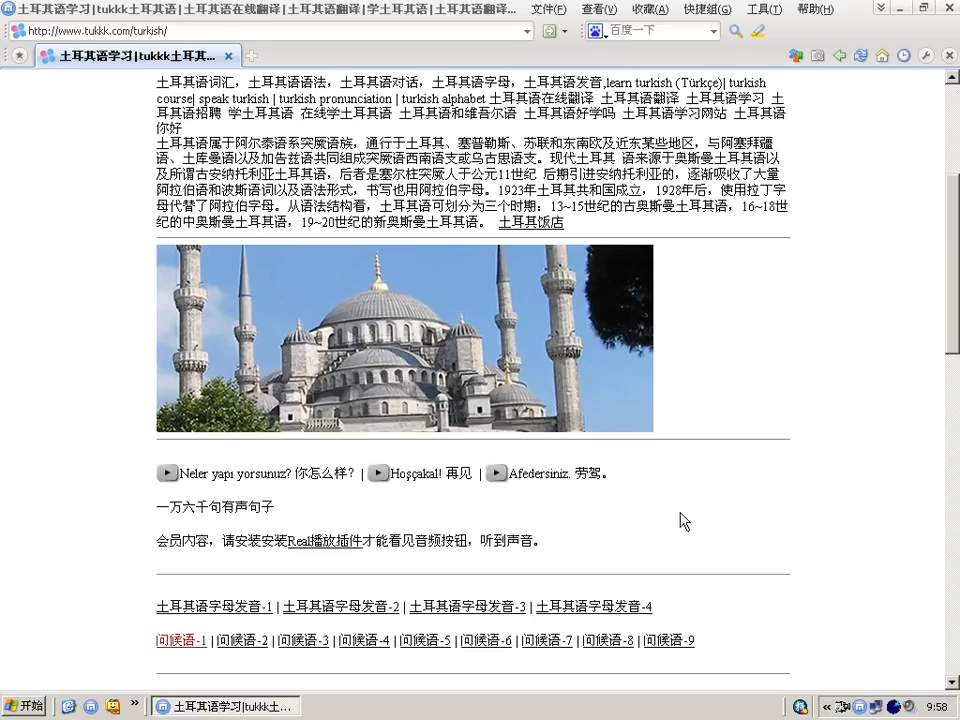 土耳其语学习|tukkk土耳其语|土耳其语在线翻译|土耳其语翻译|学土耳其语|土耳其语翻译... 文件(F) 查看(V) 收藏(A) 快捷组(G) 工具(T) 帮助(H)
http://www.tukkk.com/turkish/ 百度一下
土耳其语学习|tukkk土耳其...
土耳其语词汇，土耳其语语法，土耳其语对话，土耳其语字母，土耳其语发音,learn turkish (Türkçe)| turkish
course| speak turkish | turkish pronunciation | turkish alphabet 土耳其语在线翻译 土耳其语翻译 土耳其语学习 土
耳其语招聘 学土耳其语 在线学土耳其语 土耳其语和维吾尔语 土耳其语好学吗 土耳其语学习网站 土耳其语
你好
土耳其语属于阿尔泰语系突厥语族，通行于土耳其、塞普勒斯、苏联和东南欧及近东某些地区，与阿塞拜疆
语、土库曼语以及加告兹语共同组成突厥语西南语支或乌古思语支。现代土耳其 语来源于奥斯曼土耳其语以
及所谓古安纳托利亚土耳其语，后者是塞尔柱突厥人于公元11世纪 后期引进安纳托利亚的，逐渐吸收了大量
阿拉伯语和波斯语词以及语法形式，书写也用阿拉伯字母。1923年土耳其共和国成立，1928年后，使用拉丁字
母代替了阿拉伯字母。从语法结构看，土耳其语可划分为三个时期：13~15世纪的古奥斯曼土耳其语，16~18世
纪的中奥斯曼土耳其语，19~20世纪的新奥斯曼土耳其语。 土耳其饭店
Neler yapı yorsunuz? 你怎么样？ | Hoşçakal! 再见 | Afedersiniz. 劳驾。
一万六千句有声句子
会员内容，请安装安装Real播放插件才能看见音频按钮，听到声音。
土耳其语字母发音-1 | 土耳其语字母发音-2 | 土耳其语字母发音-3 | 土耳其语字母发音-4
问候语-1 | 问候语-2 | 问候语-3 | 问候语-4 | 问候语-5 | 问候语-6 | 问候语-7 | 问候语-8 | 问候语-9
开始 土耳其语学习|tukkk土... 9:58